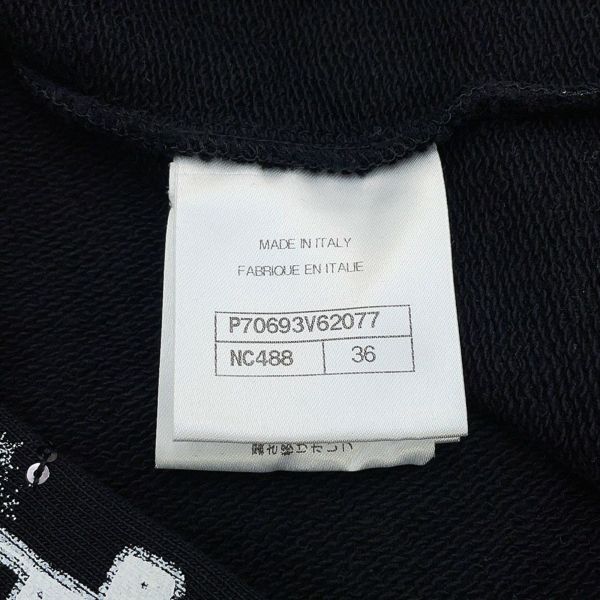 MADE IN ITALY
FABRIQUE EN ITALIE
P70693V62077
NC488 36